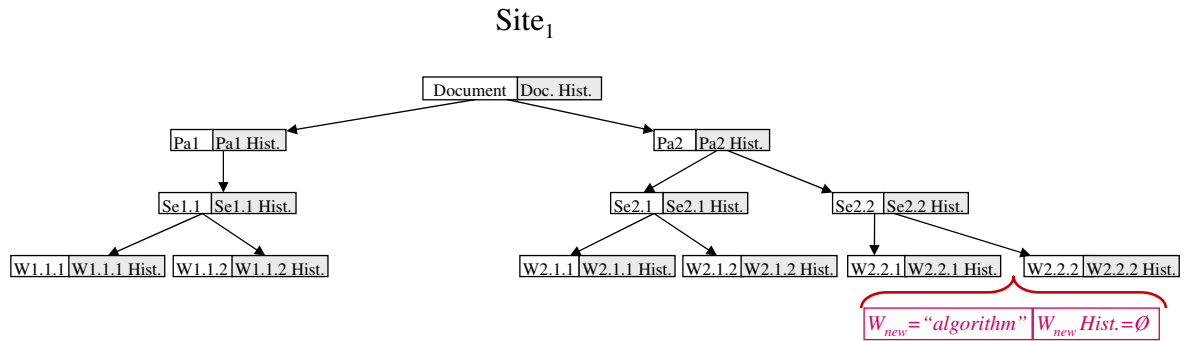 Site₁
Document Doc. Hist.
Pa1 Pa1 Hist. Pa2 Pa2 Hist.
Se1.1 Se1.1 Hist. Se2.1 Se2.1 Hist. Se2.2 Se2.2 Hist.
W1.1.1 W1.1.1 Hist. W1.1.2 W1.1.2 Hist. W2.1.1 W2.1.1 Hist. W2.1.2 W2.1.2 Hist. W2.2.1 W2.2.1 Hist. W2.2.2 W2.2.2 Hist.
W_new=“algorithm” W_new Hist.=Ø